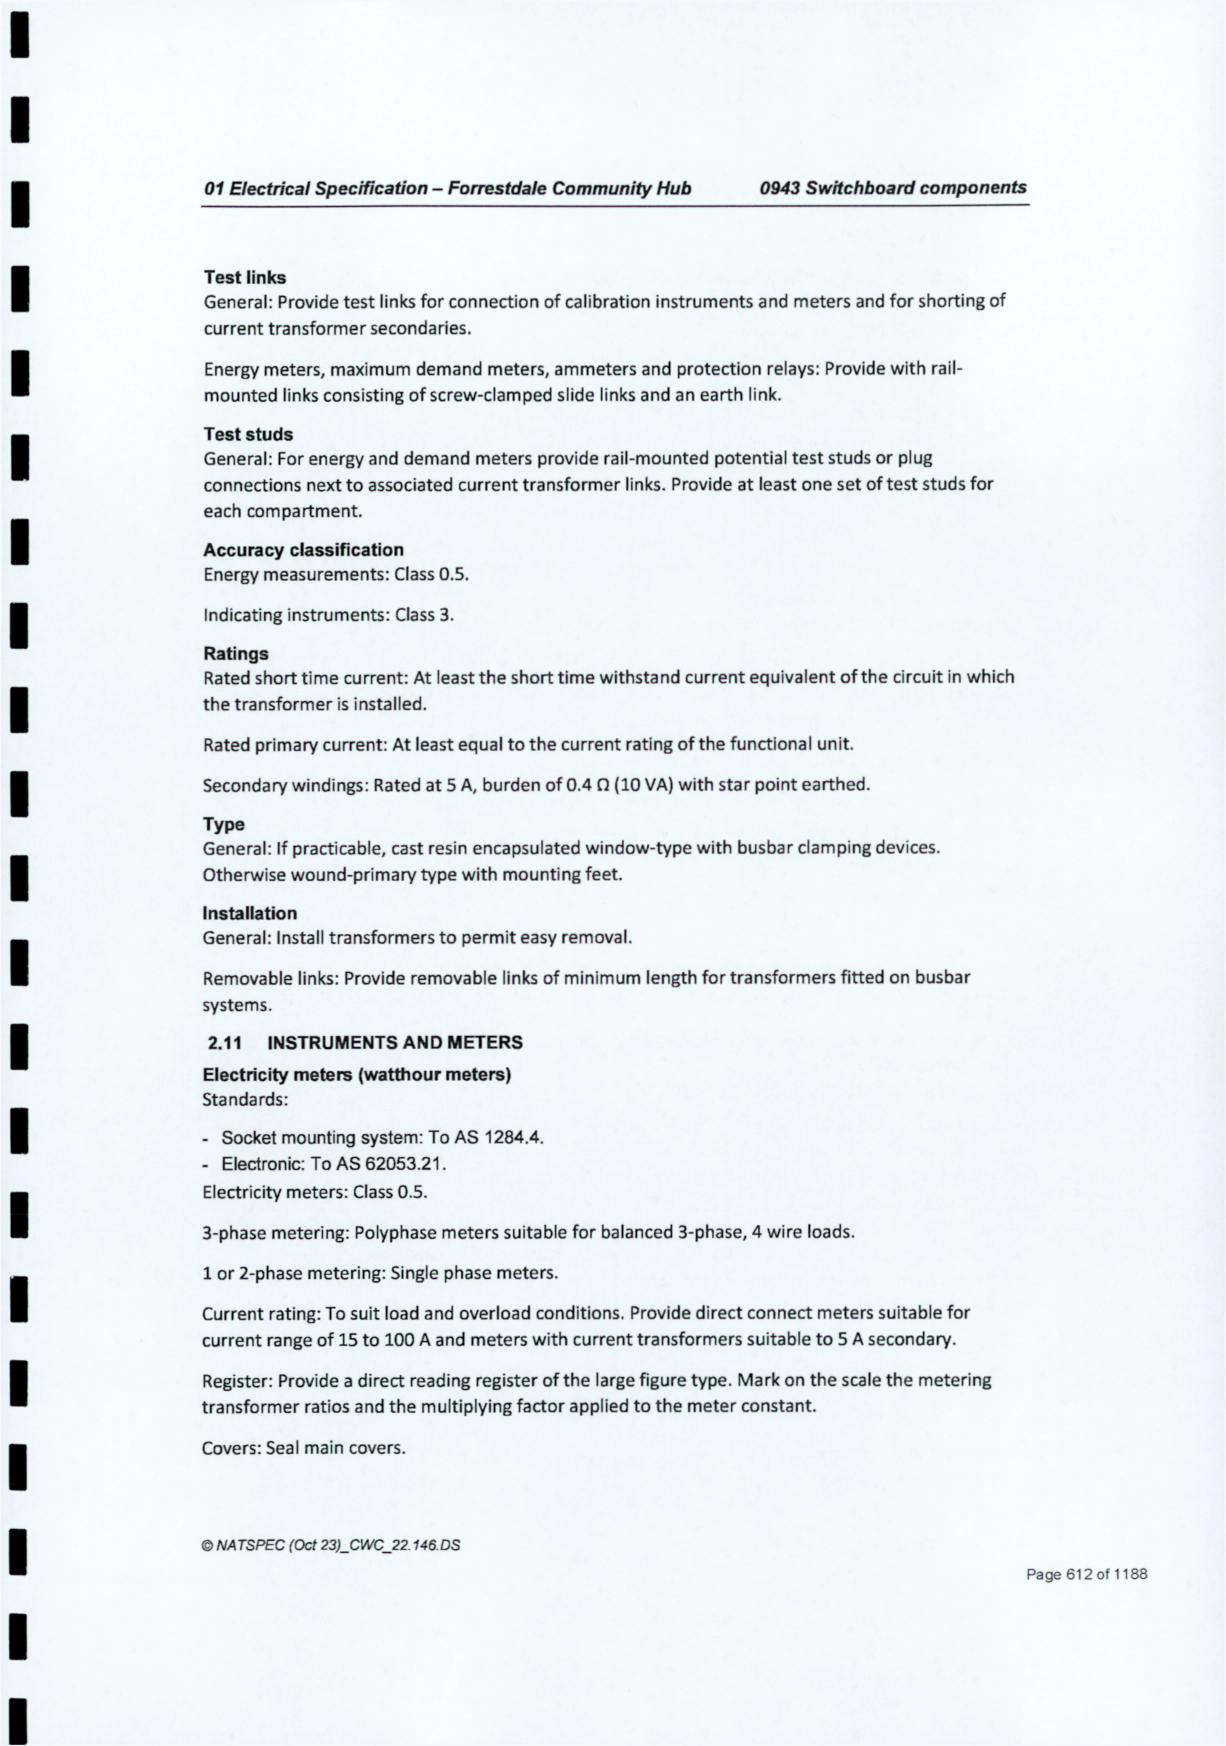 01 Electrical Specification – Forrestdale Community Hub 0943 Switchboard components
Test links
General: Provide test links for connection of calibration instruments and meters and for shorting of
current transformer secondaries.
Energy meters, maximum demand meters, ammeters and protection relays: Provide with rail-
mounted links consisting of screw-clamped slide links and an earth link.
Test studs
General: For energy and demand meters provide rail-mounted potential test studs or plug
connections next to associated current transformer links. Provide at least one set of test studs for
each compartment.
Accuracy classification
Energy measurements: Class 0.5.
Indicating instruments: Class 3.
Ratings
Rated short time current: At least the short time withstand current equivalent of the circuit in which
the transformer is installed.
Rated primary current: At least equal to the current rating of the functional unit.
Secondary windings: Rated at 5 A, burden of 0.4 Ω (10 VA) with star point earthed.
Type
General: If practicable, cast resin encapsulated window-type with busbar clamping devices.
Otherwise wound-primary type with mounting feet.
Installation
General: Install transformers to permit easy removal.
Removable links: Provide removable links of minimum length for transformers fitted on busbar
systems.
2.11 INSTRUMENTS AND METERS
Electricity meters (watthour meters)
Standards:
- Socket mounting system: To AS 1284.4.
- Electronic: To AS 62053.21.
Electricity meters: Class 0.5.
3-phase metering: Polyphase meters suitable for balanced 3-phase, 4 wire loads.
1 or 2-phase metering: Single phase meters.
Current rating: To suit load and overload conditions. Provide direct connect meters suitable for
current range of 15 to 100 A and meters with current transformers suitable to 5 A secondary.
Register: Provide a direct reading register of the large figure type. Mark on the scale the metering
transformer ratios and the multiplying factor applied to the meter constant.
Covers: Seal main covers.
© NATSPEC (Oct 23)_CWC_22.146.DS
Page 612 of 1188